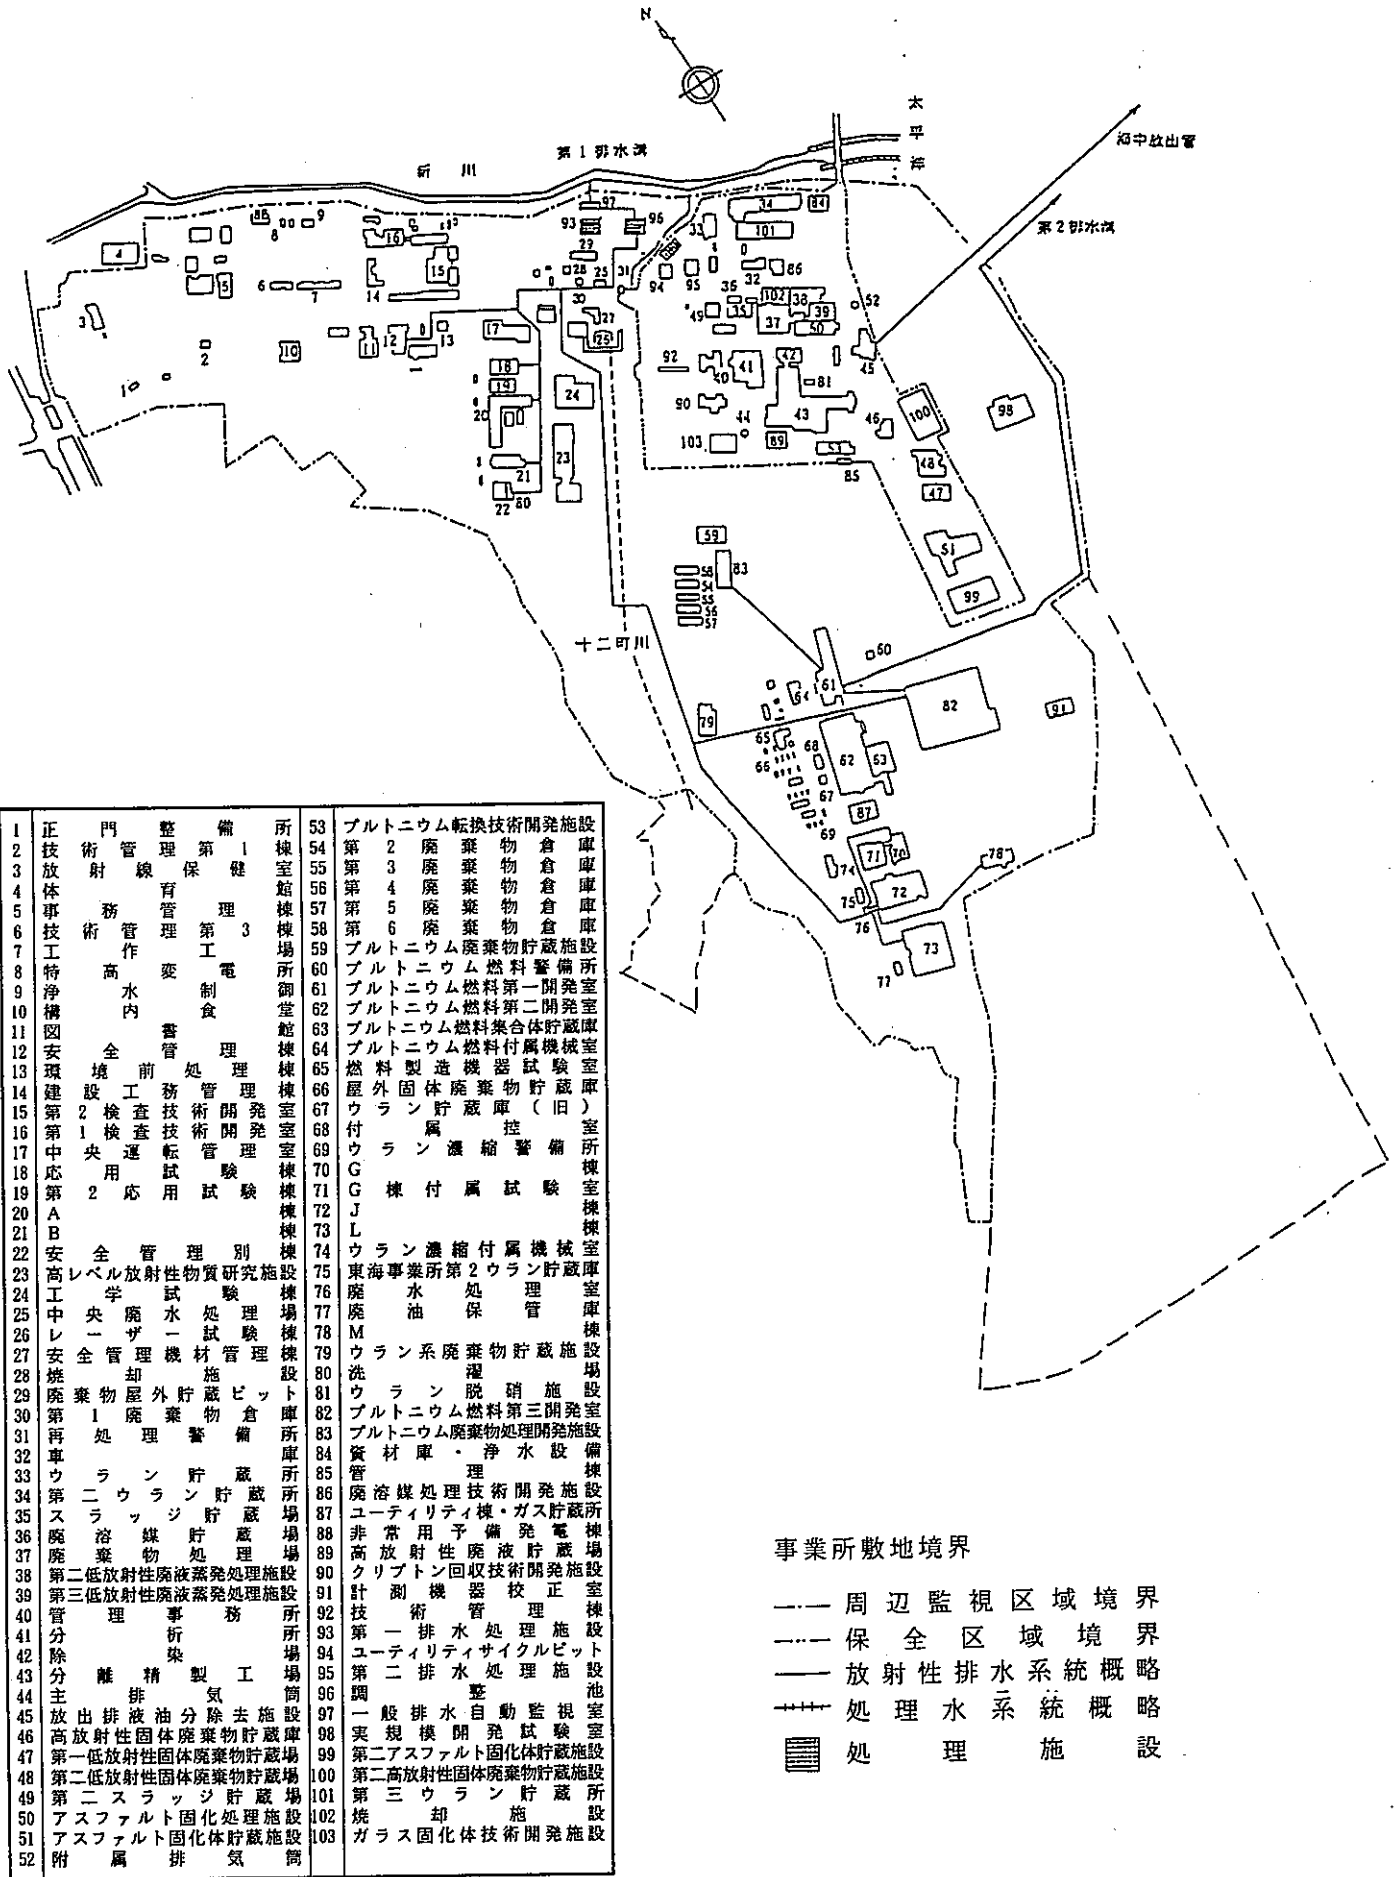 N
太平洋
海中放出管
第1排水溝
新川
第2排水溝
十二町川
1 正門警備所
2 技術管理第1棟
3 放射線保健室
4 体育館
5 事務管理棟
6 技術管理第3棟
7 工作工場
8 特高変電所
9 浄水制御
10 構内食堂
11 図書館
12 安全管理棟
13 環境前処理棟
14 建設工務管理棟
15 第2検査技術開発室
16 第1検査技術開発室
17 中央運転管理室
18 応用試験棟
19 第2応用試験棟
20 A棟
21 B棟
22 安全管理別棟
23 高レベル放射性物質研究施設
24 工学試験棟
25 中央廃水処理場
26 レーザー試験棟
27 安全管理機材管理棟
28 焼却施設
29 廃棄物屋外貯蔵ピット
30 第1廃棄物倉庫
31 再処理警備所
32 車庫
33 ウラン貯蔵所
34 第二ウラン貯蔵所
35 スラッジ貯蔵場
36 廃溶媒貯蔵場
37 廃棄物処理場
38 第二低放射性廃液蒸発処理施設
39 第三低放射性廃液蒸発処理施設
40 管理事務所
41 分析所
42 除染場
43 分離精製工場
44 主排気筒
45 放出排液油分除去施設
46 高放射性固体廃棄物貯蔵庫
47 第一低放射性固体廃棄物貯蔵場
48 第二低放射性固体廃棄物貯蔵場
49 第二スラッジ貯蔵場
50 アスファルト固化処理施設
51 アスファルト固化体貯蔵施設
52 附属排気筒
53 プルトニウム転換技術開発施設
54 第2廃棄物倉庫
55 第3廃棄物倉庫
56 第4廃棄物倉庫
57 第5廃棄物倉庫
58 第6廃棄物倉庫
59 プルトニウム廃棄物貯蔵施設
60 プルトニウム燃料警備所
61 プルトニウム燃料第一開発室
62 プルトニウム燃料第二開発室
63 プルトニウム燃料集合体貯蔵庫
64 プルトニウム燃料付属機械室
65 燃料製造機器試験室
66 屋外固体廃棄物貯蔵庫
67 ウラン貯蔵庫(旧)
68 付属控室
69 ウラン濃縮警備所
70 G棟
71 G棟付属試験室
72 J棟
73 L棟
74 ウラン濃縮付属機械室
75 東海事業所第2ウラン貯蔵庫
76 廃水処理室
77 廃油保管庫
78 M棟
79 ウラン系廃棄物貯蔵施設
80 洗濯場
81 ウラン脱硝施設
82 プルトニウム燃料第三開発室
83 プルトニウム廃棄物処理開発施設
84 資材庫・浄水設備
85 管理棟
86 廃溶媒処理技術開発施設
87 ユーティリティ棟・ガス貯蔵所
88 非常用予備発電棟
89 高放射性廃液貯蔵場
90 クリプトン回収技術開発施設
91 計測機器校正室
92 技術管理棟
93 第一排水処理施設
94 ユーティリティサイクルピット
95 第二排水処理施設
96 調整池
97 一般排水自動監視室
98 実規模開発試験室
99 第二アスファルト固化体貯蔵施設
100 第二高放射性固体廃棄物貯蔵施設
101 第三ウラン貯蔵所
102 焼却施設
103 ガラス固化体技術開発施設
事業所敷地境界
周辺監視区域境界
保全区域境界
放射性排水系統概略
処理水系統概略
処理施設